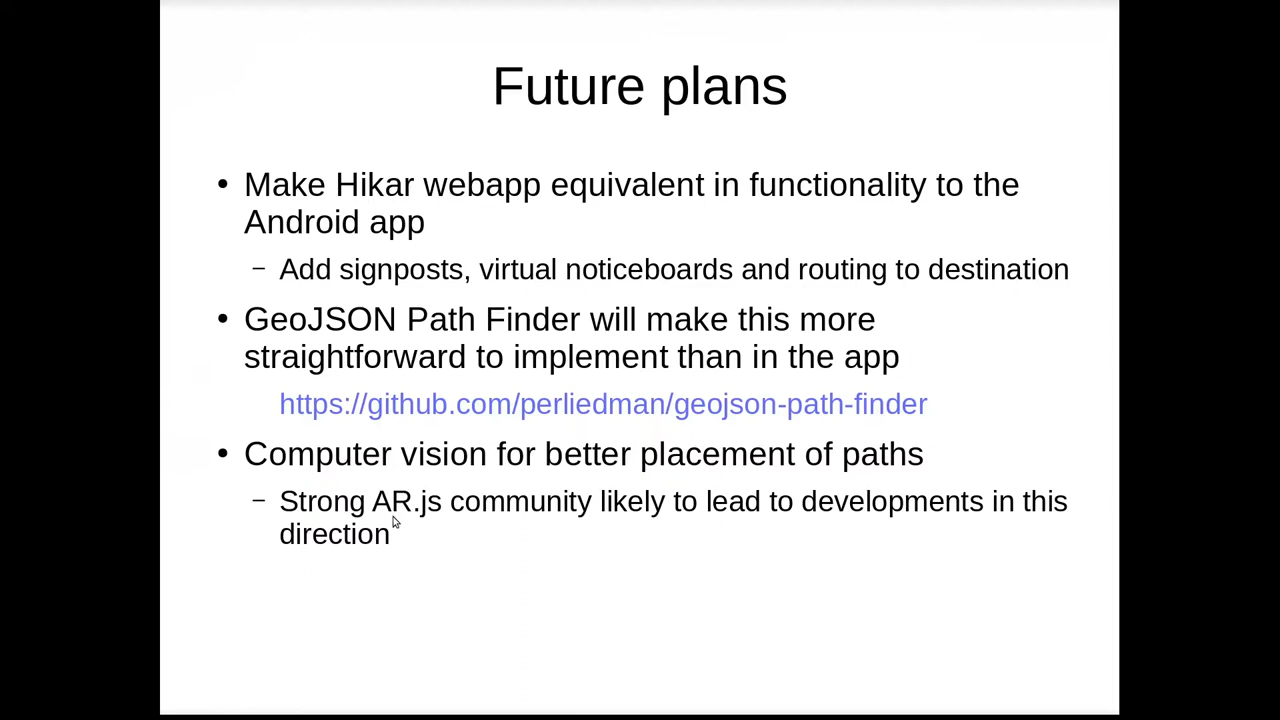 Future plans
• Make Hikar webapp equivalent in functionality to the
Android app
– Add signposts, virtual noticeboards and routing to destination
• GeoJSON Path Finder will make this more
straightforward to implement than in the app
https://github.com/perliedman/geojson-path-finder
• Computer vision for better placement of paths
– Strong AR.js community likely to lead to developments in this
direction